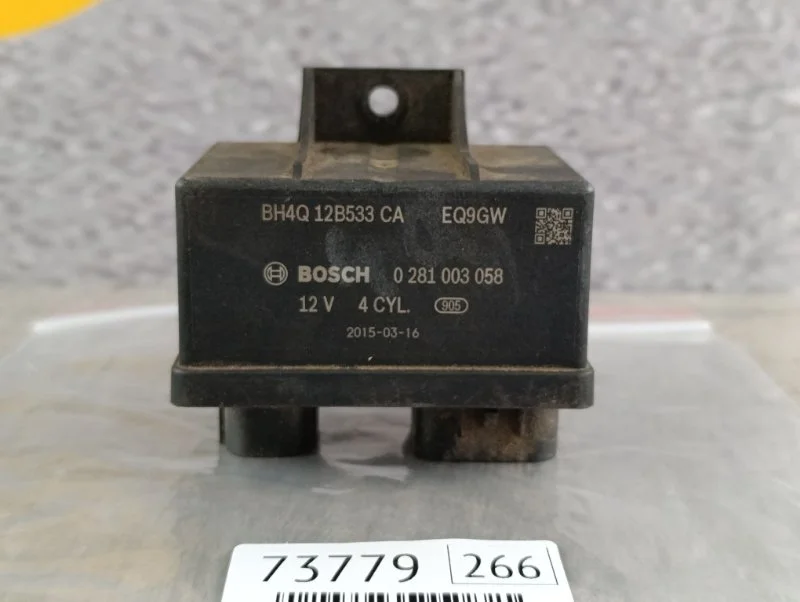 BH4Q 12B533 CA EQ9GW
BOSCH 0 281 003 058
12 V 4 CYL. 905
2015-03-16
73779 266